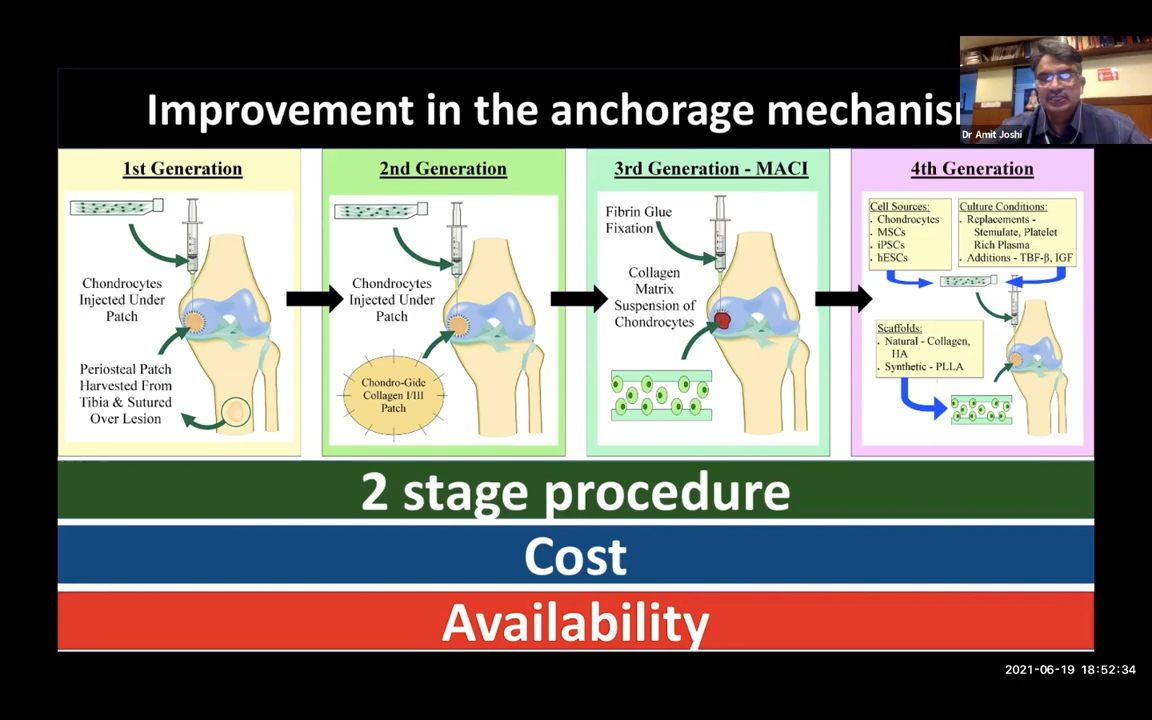 Improvement in the anchorage mechanis
Dr Amit Joshi
1st Generation
Chondrocytes
Injected Under
Patch
Periosteal Patch
Harvested From
Tibia & Sutured
Over Lesion
2nd Generation
Chondrocytes
Injected Under
Patch
Chondro-Gide
Collagen I/III
Patch
3rd Generation - MACI
Fibrin Glue
Fixation
Collagen
Matrix
Suspension of
Chondrocytes
4th Generation
Cell Sources:
. Chondrocytes
. MSCs
. iPSCs
. hESCs
Culture Conditions:
. Replacements -
Stemulate, Platelet
Rich Plasma
. Additions - TBF-β, IGF
Scaffolds:
. Natural - Collagen,
HA
. Synthetic - PLLA
2 stage procedure
Cost
Availability
2021-06-19 18:52:34